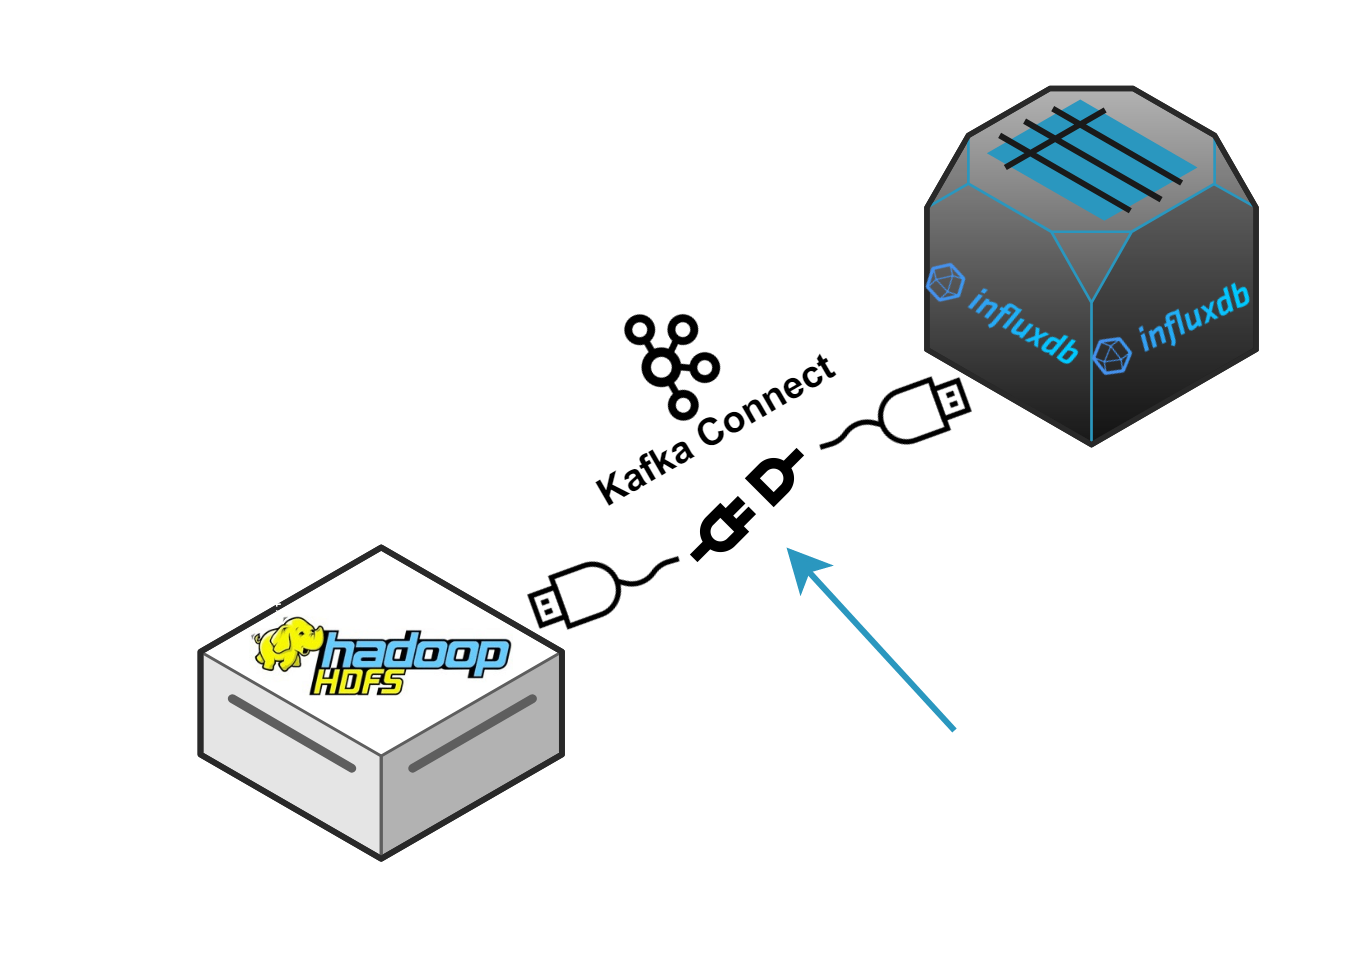 influxdb
influxdb
Kafka Connect
hadoop
HDFS